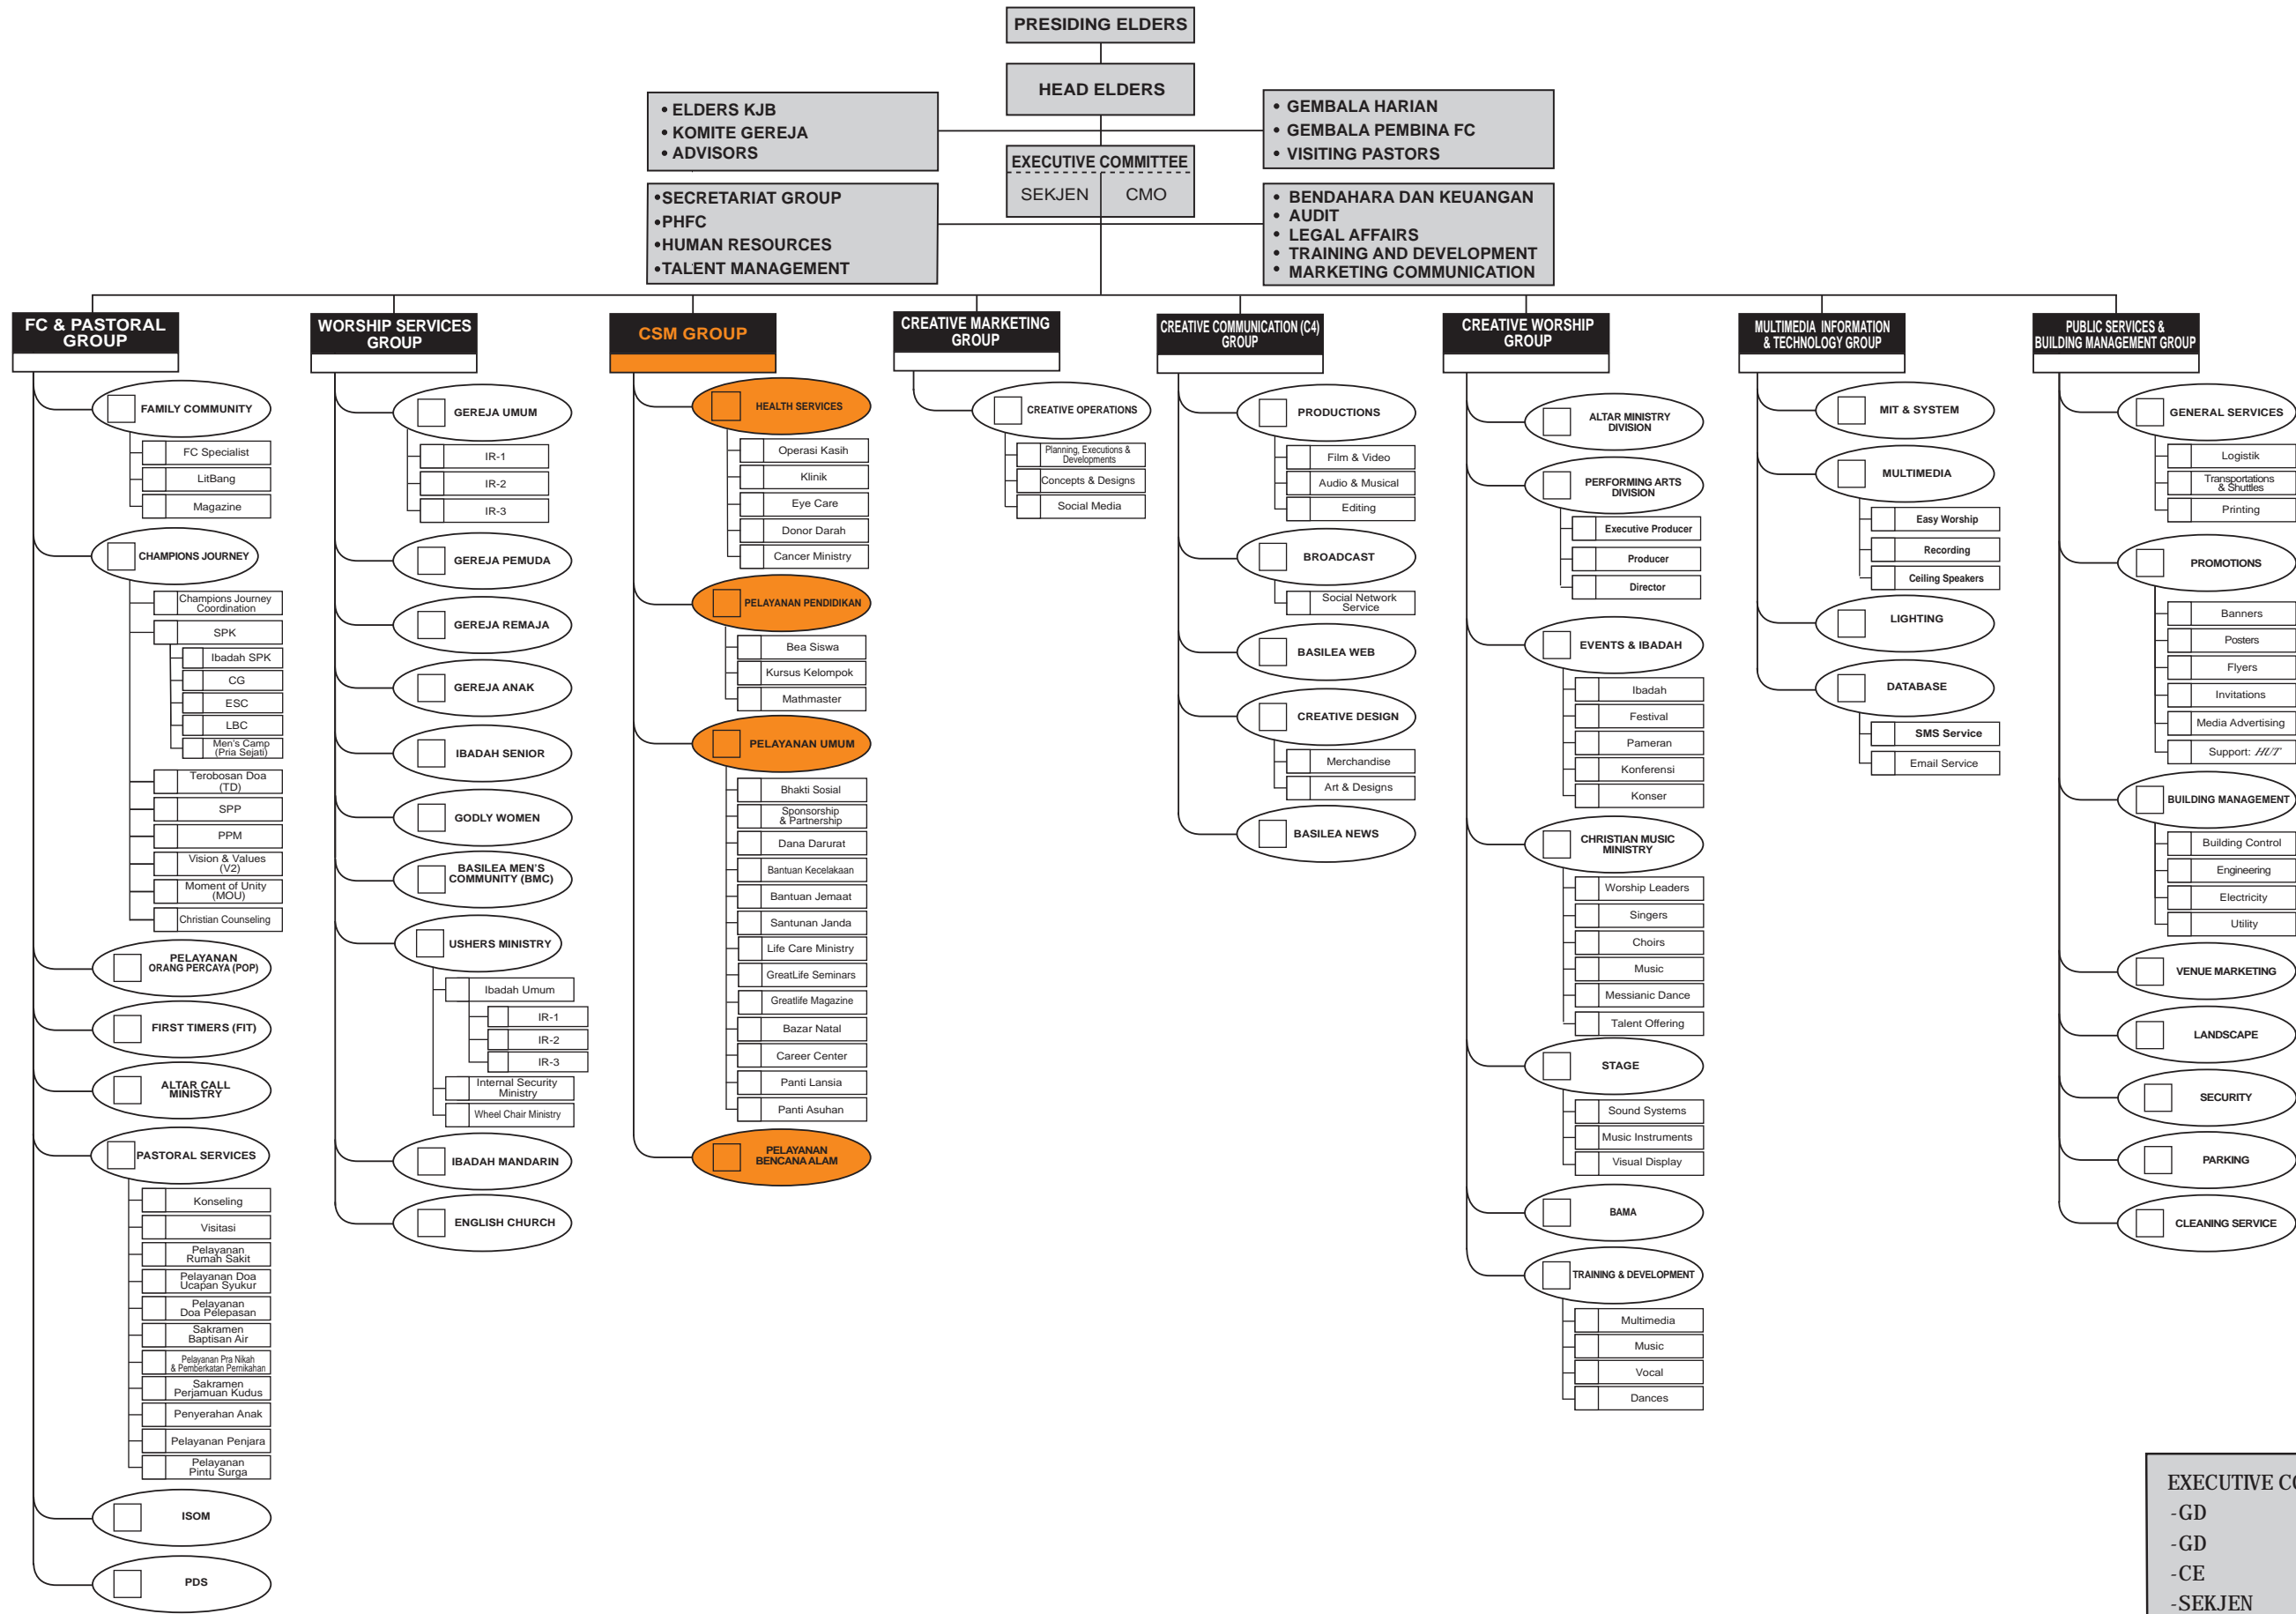 PRESIDING ELDERS
HEAD ELDERS
• ELDERS KJB
• KOMITE GEREJA
• ADVISORS
• GEMBALA HARIAN
• GEMBALA PEMBINA FC
• VISITING PASTORS
EXECUTIVE COMMITTEE
SEKJEN
CMO
•SECRETARIAT GROUP
•PHFC
•HUMAN RESOURCES
•TALENT MANAGEMENT
• BENDAHARA DAN KEUANGAN
• AUDIT
• LEGAL AFFAIRS
• TRAINING AND DEVELOPMENT
• MARKETING COMMUNICATION
FC & PASTORAL
GROUP
FAMILY COMMUNITY
FC Specialist
LitBang
Magazine
CHAMPIONS JOURNEY
Champions Journey
Coordination
SPK
Ibadah SPK
CG
ESC
LBC
Men's Camp
(Pria Sejati)
Terobosan Doa
(TD)
SPP
PPM
Vision & Values
(V2)
Moment of Unity
(MOU)
Christian Counseling
PELAYANAN
ORANG PERCAYA (POP)
FIRST TIMERS (FIT)
ALTAR CALL
MINISTRY
PASTORAL SERVICES
Konseling
Visitasi
Pelayanan
Rumah Sakit
Pelayanan Doa
Ucapan Syukur
Pelayanan
Doa Pelepasan
Sakramen
Baptisan Air
Pelayanan Pra Nikah
& Pemberkatan Pernikahan
Sakramen
Perjamuan Kudus
Penyerahan Anak
Pelayanan Penjara
Pelayanan
Pintu Surga
ISOM
PDS
WORSHIP SERVICES
GROUP
GEREJA UMUM
IR-1
IR-2
IR-3
GEREJA PEMUDA
GEREJA REMAJA
GEREJA ANAK
IBADAH SENIOR
GODLY WOMEN
BASILEA MEN'S
COMMUNITY (BMC)
USHERS MINISTRY
Ibadah Umum
IR-1
IR-2
IR-3
Internal Security
Ministry
Wheel Chair Ministry
IBADAH MANDARIN
ENGLISH CHURCH
CSM GROUP
HEALTH SERVICES
Operasi Kasih
Klinik
Eye Care
Donor Darah
Cancer Ministry
PELAYANAN PENDIDIKAN
Bea Siswa
Kursus Kelompok
Mathmaster
PELAYANAN UMUM
Bhakti Sosial
Sponsorship
& Partnership
Dana Darurat
Bantuan Kecelakaan
Bantuan Jemaat
Santunan Janda
Life Care Ministry
GreatLife Seminars
Greatlife Magazine
Bazar Natal
Career Center
Panti Lansia
Panti Asuhan
PELAYANAN
BENCANA ALAM
CREATIVE MARKETING
GROUP
CREATIVE OPERATIONS
Planning, Executions &
Developments
Concepts & Designs
Social Media
CREATIVE COMMUNICATION (C4)
GROUP
PRODUCTIONS
Film & Video
Audio & Musical
Editing
BROADCAST
Social Network
Service
BASILEA WEB
CREATIVE DESIGN
Merchandise
Art & Designs
BASILEA NEWS
CREATIVE WORSHIP
GROUP
ALTAR MINISTRY
DIVISION
PERFORMING ARTS
DIVISION
Executive Producer
Producer
Director
EVENTS & IBADAH
Ibadah
Festival
Pameran
Konferensi
Konser
CHRISTIAN MUSIC
MINISTRY
Worship Leaders
Singers
Choirs
Music
Messianic Dance
Talent Offering
STAGE
Sound Systems
Music Instruments
Visual Display
BAMA
TRAINING & DEVELOPMENT
Multimedia
Music
Vocal
Dances
MULTIMEDIA INFORMATION
& TECHNOLOGY GROUP
MIT & SYSTEM
MULTIMEDIA
Easy Worship
Recording
Ceiling Speakers
LIGHTING
DATABASE
SMS Service
Email Service
PUBLIC SERVICES &
BUILDING MANAGEMENT GROUP
GENERAL SERVICES
Logistik
Transportations
& Shuttles
Printing
PROMOTIONS
Banners
Posters
Flyers
Invitations
Media Advertising
Support: HUT
BUILDING MANAGEMENT
Building Control
Engineering
Electricity
Utility
VENUE MARKETING
LANDSCAPE
SECURITY
PARKING
CLEANING SERVICE
EXECUTIVE CO
-GD
-GD
-CE
-SEKJEN